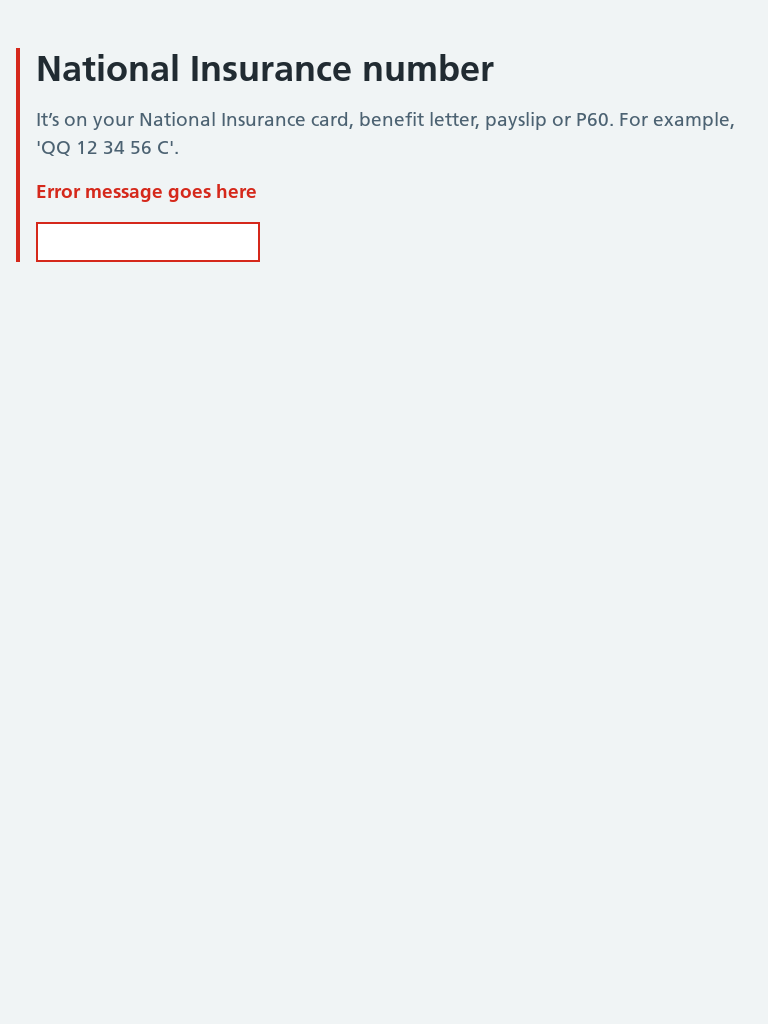 National Insurance number
It’s on your National Insurance card, benefit letter, payslip or P60. For example,
'QQ 12 34 56 C'.
Error message goes here